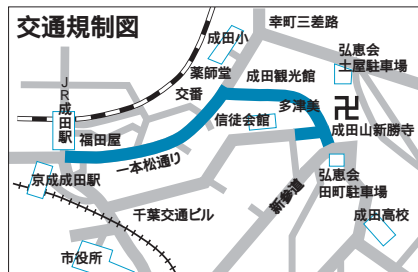 交通規制図
幸町三差路
成田小
弘恵会
土屋駐車場
薬師堂
成田観光館
交番
JR成田駅
多津美
卍
福田屋
信徒会館
成田山新勝寺
一本松通り
京成成田駅
弘恵会
田町駐車場
新参道
千葉交通ビル
成田高校
市役所